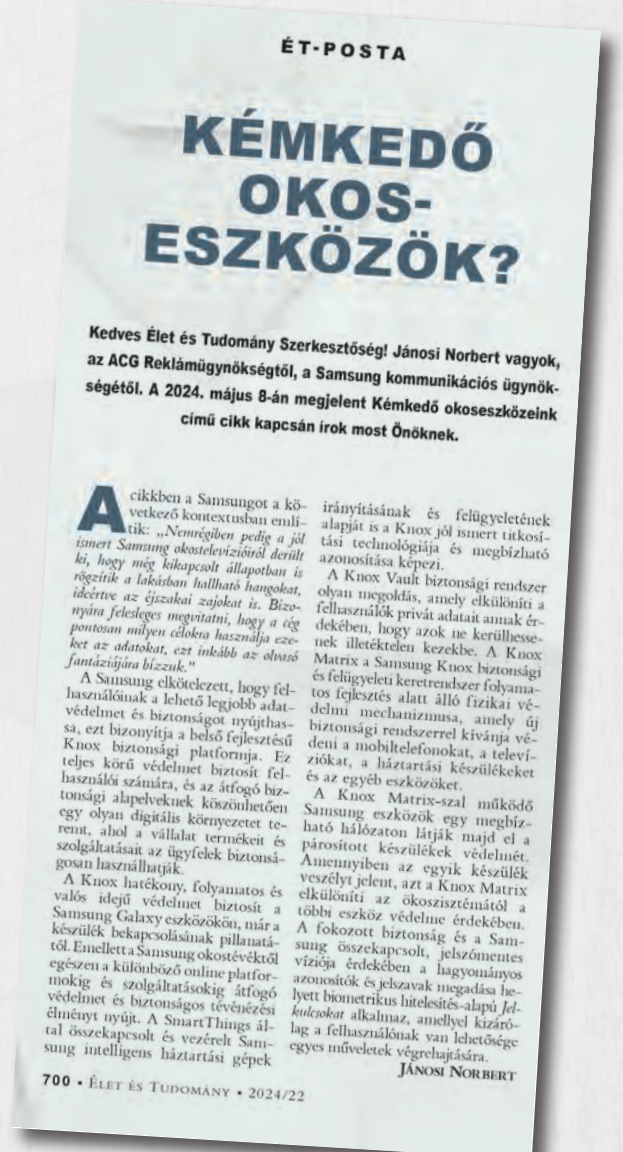 ÉT-POSTA
KÉMKEDŐ
OKOS-
ESZKÖZÖK?
Kedves Élet és Tudomány Szerkesztőség! Jánosi Norbert vagyok,
az ACG Reklámügynökségtől, a Samsung kommunikációs ügynök-
ségétől. A 2024. május 8-án megjelent Kémkedő okoseszközeink
című cikk kapcsán írok most Önöknek.
A cikkben a Samsungot a kö-
vetkező kontextusban emlí-
tik: „Nemrégiben pedig a jól
ismert Samsung okostelevízióiról derült
ki, hogy még kikapcsolt állapotban is
rögzítik a lakásban hallható hangokat,
ideértve az éjszakai zajokat is. Bizo-
nyára felesleges megvitatni, hogy a cég
pontosan milyen célokra használja eze-
ket az adatokat, ezt inkább az olvasó
fantáziájára bízzuk."
A Samsung elkötelezett, hogy fel-
használóinak a lehető legjobb adat-
védelmet és biztonságot nyújthas-
sa, ezt bizonyítja a belső fejlesztésű
Knox biztonsági platformja. Ez
teljes körű védelmet biztosít fel-
használói számára, és az átfogó biz-
tonsági alapelveknek köszönhetően
egy olyan digitális környezetet te-
remt, ahol a vállalat termékeit és
szolgáltatásait az ügyfelek biztonsá-
gosan használhatják.
A Knox hatékony, folyamatos és
valós idejű védelmet biztosít a
Samsung Galaxy eszközökön, már a
készülék bekapcsolásának pillanatá-
tól. Emellett a Samsung okostévéktől
egészen a különböző online platfor-
mokig és szolgáltatásokig átfogó
védelmet és biztonságos tévénézési
élményt nyújt. A SmartThings ál-
tal összekapcsolt és vezérelt Sam-
sung intelligens háztartási gépek
irányításának és felügyeletének
alapját is a Knox jól ismert titkosí-
tási technológiája és megbízható
azonosítása képezi.
A Knox Vault biztonsági rendszer
olyan megoldás, amely elkülöníti a
felhasználók privát adatait annak ér-
dekében, hogy azok ne kerülhesse-
nek illetéktelen kezekbe. A Knox
Matrix a Samsung Knox biztonsági
és felügyeleti keretrendszer folyama-
tos fejlesztés alatt álló fizikai vé-
delmi mechanizmusa, amely új
biztonsági rendszerrel kívánja vé-
deni a mobiltelefonokat, a televí-
ziókat, a háztartási készülékeket
és az egyéb eszközöket.
A Knox Matrix-szal működő
Samsung eszközök egy megbíz-
ható hálózaton látják majd el a
párosított készülékek védelmét.
Amennyiben az egyik készülék
veszélyt jelent, azt a Knox Matrix
elkülöníti az ökoszisztémától a
többi eszköz védelme érdekében.
A fokozott biztonság és a Sam-
sung összekapcsolt, jelszómentes
víziója érdekében a hagyományos
azonosítók és jelszavak megadása he-
lyett biometrikus hitelesítés-alapú Jel-
kulcsokat alkalmaz, amellyel kizáró-
lag a felhasználónak van lehetősége
egyes műveletek végrehajtására.
JÁNOSI NORBERT
700 • ÉLET ÉS TUDOMÁNY • 2024/22